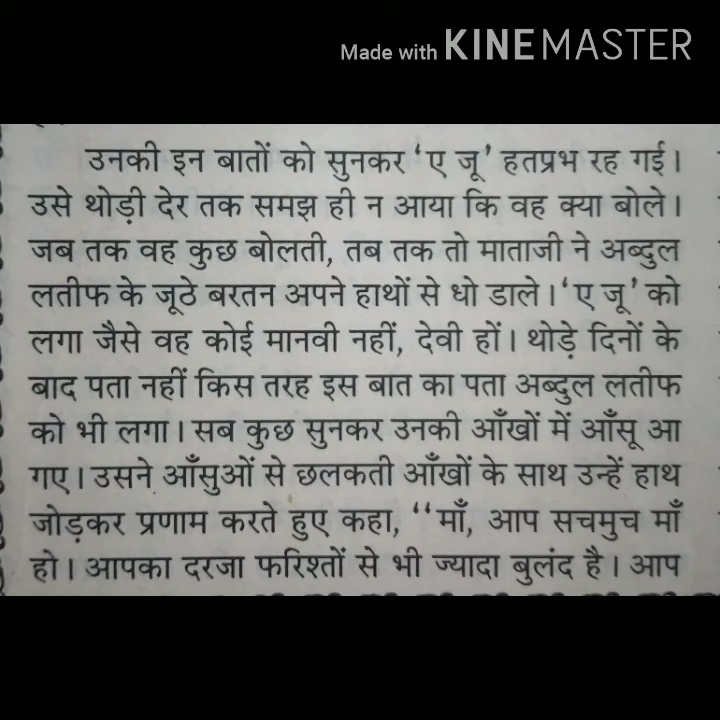 Made with KINEMASTER
उनकी इन बातों को सुनकर ‘ए जू’ हतप्रभ रह गई।
उसे थोड़ी देर तक समझ ही न आया कि वह क्या बोले।
जब तक वह कुछ बोलती, तब तक तो माताजी ने अब्दुल
लतीफ के जूठे बरतन अपने हाथों से धो डाले। ‘ए जू’ को
लगा जैसे वह कोई मानवी नहीं, देवी हों। थोड़े दिनों के
बाद पता नहीं किस तरह इस बात का पता अब्दुल लतीफ
को भी लगा। सब कुछ सुनकर उनकी आँखों में आँसू आ
गए। उसने आँसुओं से छलकती आँखों के साथ उन्हें हाथ
जोड़कर प्रणाम करते हुए कहा, ‘‘माँ, आप सचमुच माँ
हो। आपका दरजा फरिश्तों से भी ज्यादा बुलंद है। आप